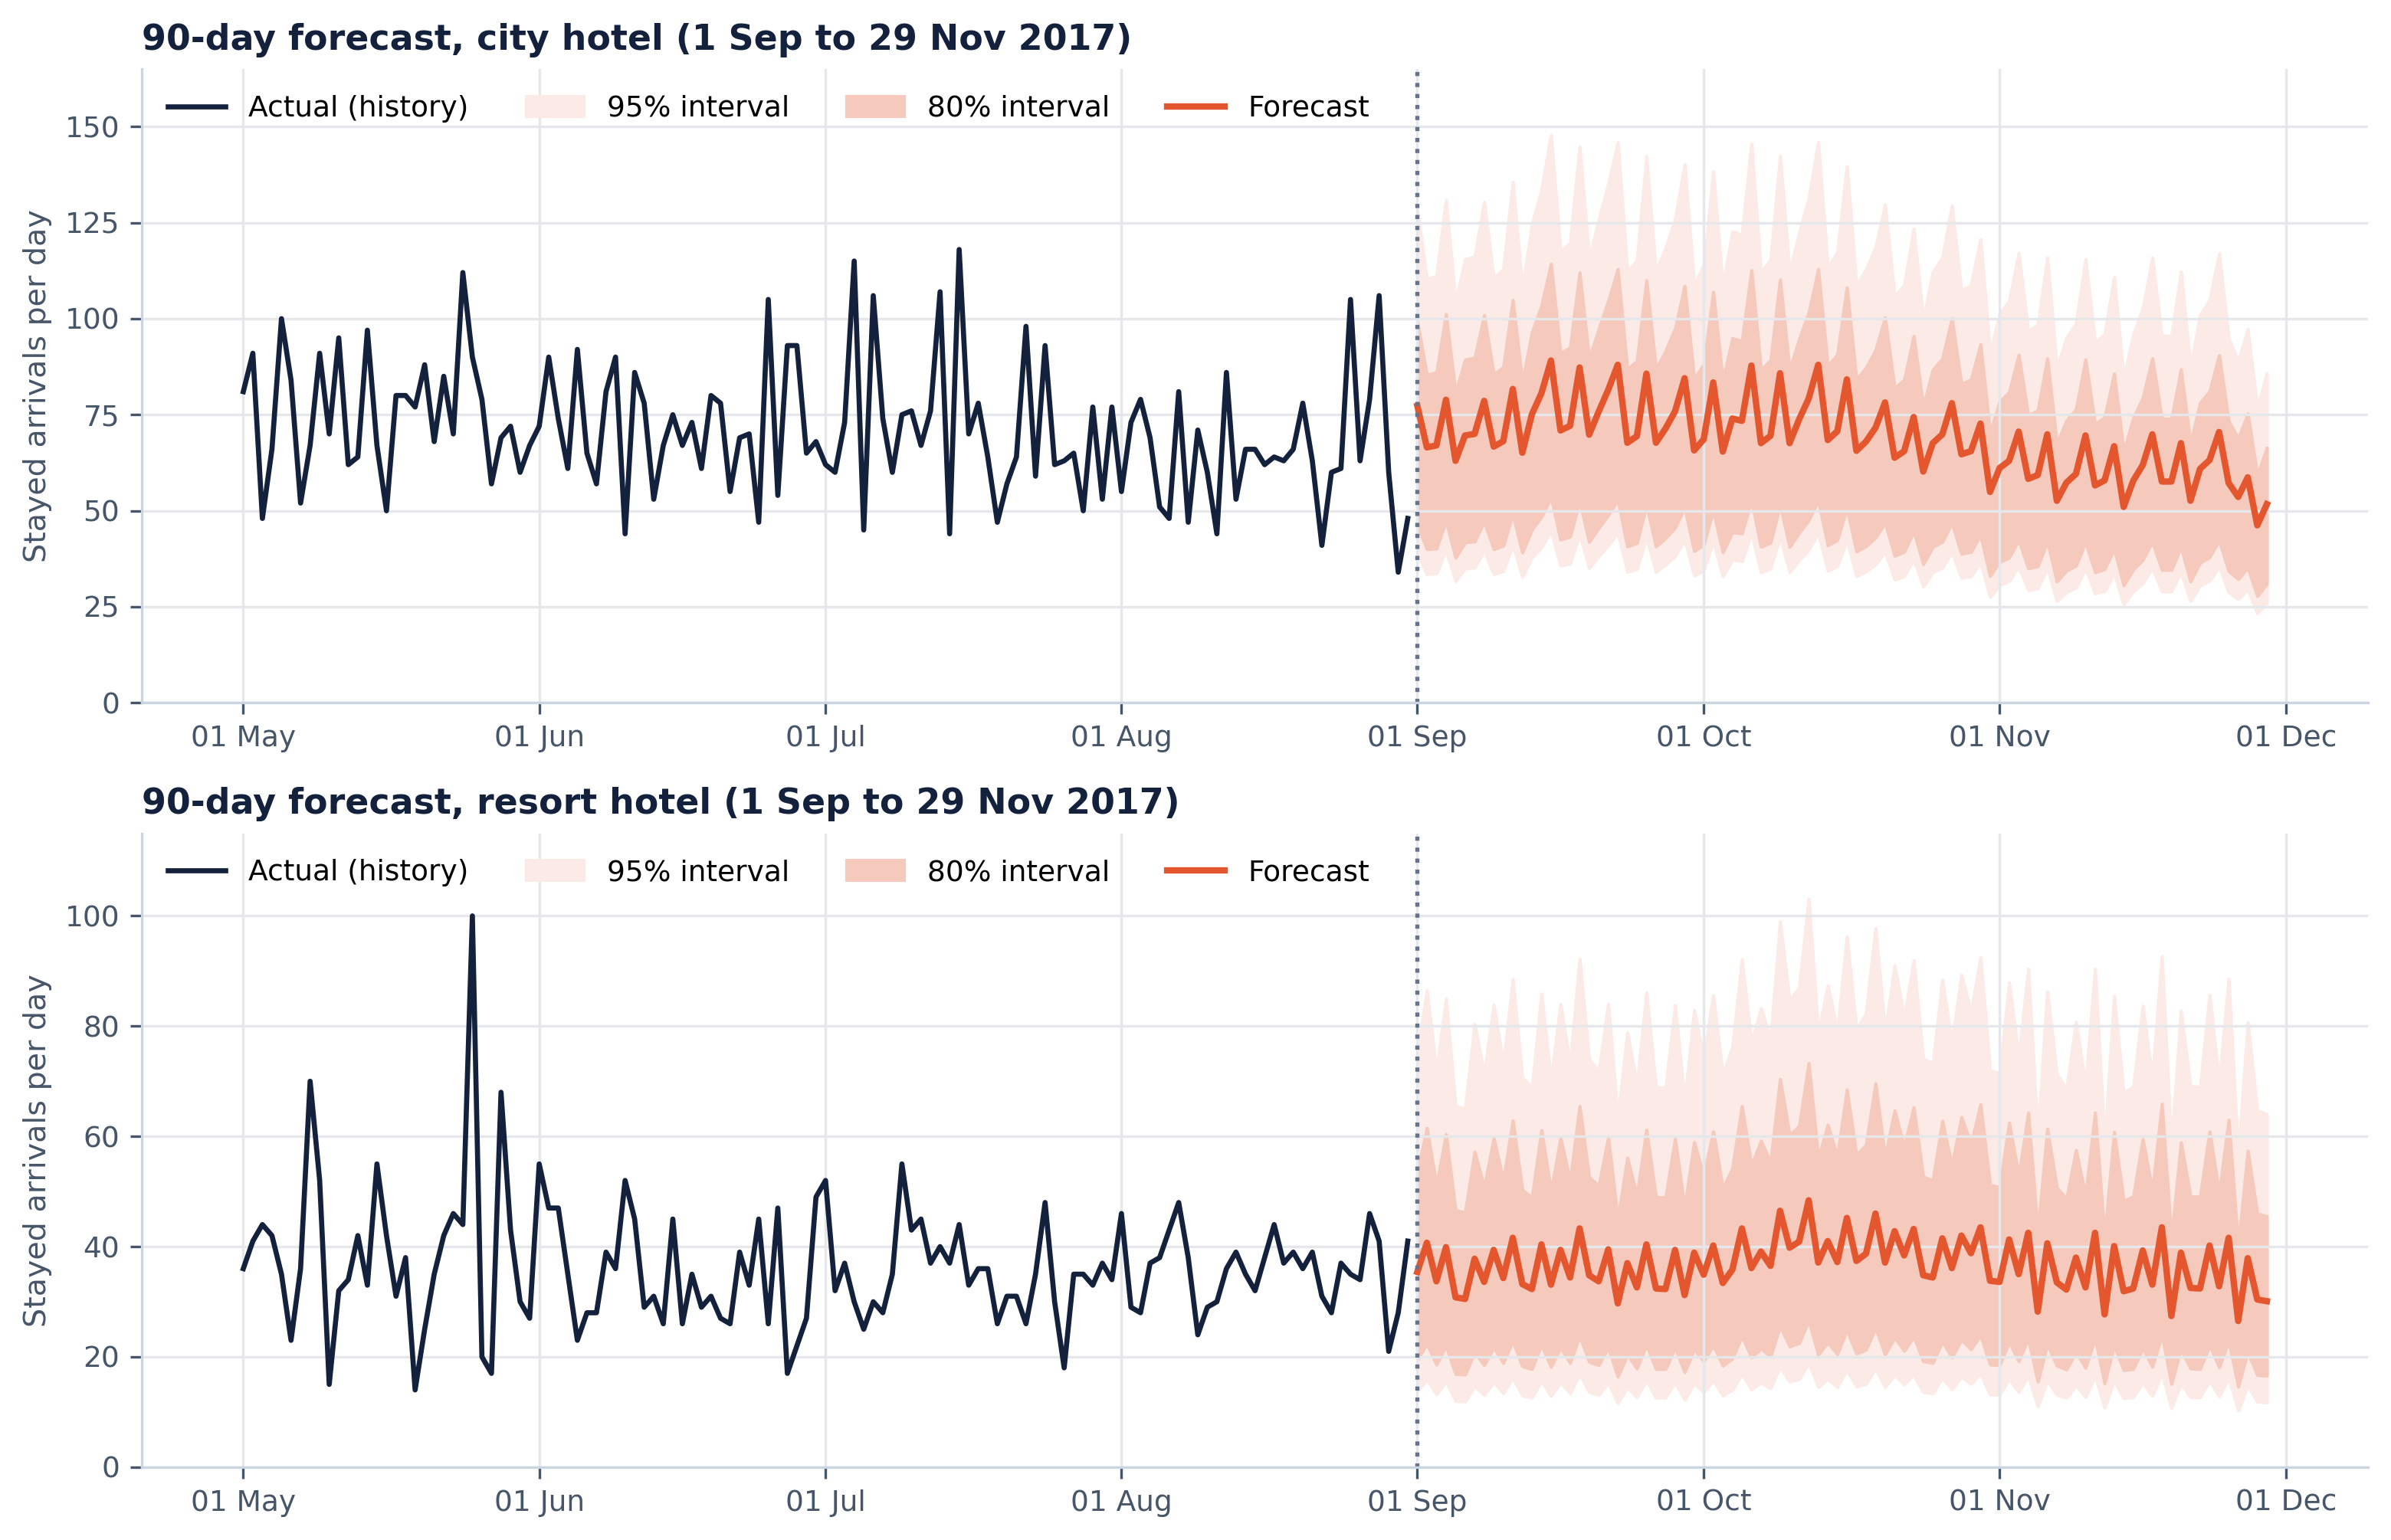 90-day forecast, city hotel (1 Sep to 29 Nov 2017)
Actual (history)
95% interval
80% interval
Forecast
Stayed arrivals per day
150
125
100
75
50
25
0
01 May
01 Jun
01 Jul
01 Aug
01 Sep
01 Oct
01 Nov
01 Dec
90-day forecast, resort hotel (1 Sep to 29 Nov 2017)
Actual (history)
95% interval
80% interval
Forecast
Stayed arrivals per day
100
80
60
40
20
0
01 May
01 Jun
01 Jul
01 Aug
01 Sep
01 Oct
01 Nov
01 Dec